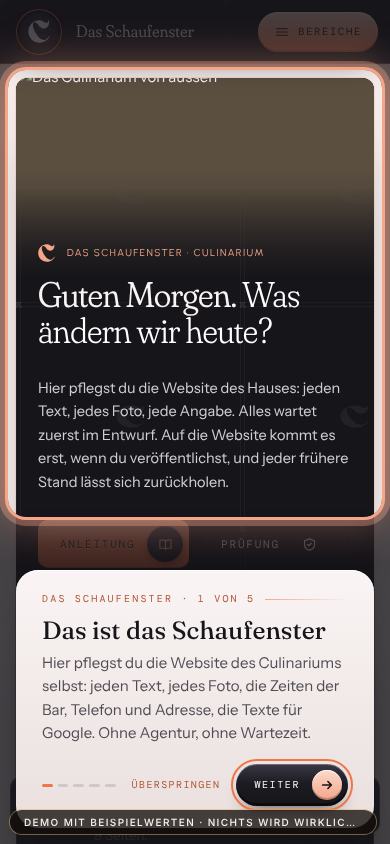 Das Schaufenster
BEREICHE
Das Culinarium von aussen
DAS SCHAUFENSTER · CULINARIUM
Guten Morgen. Was
ändern wir heute?
Hier pflegst du die Website des Hauses: jeden
Text, jedes Foto, jede Angabe. Alles wartet
zuerst im Entwurf. Auf die Website kommt es
erst, wenn du veröffentlichst, und jeder frühere
Stand lässt sich zurückholen.
ANLEITUNG
PRÜFUNG
DAS SCHAUFENSTER · 1 VON 5
Das ist das Schaufenster
Hier pflegst du die Website des Culinariums
selbst: jeden Text, jedes Foto, die Zeiten der
Bar, Telefon und Adresse, die Texte für
Google. Ohne Agentur, ohne Wartezeit.
ÜBERSPRINGEN
WEITER
DEMO MIT BEISPIELWERTEN · NICHTS WIRD WIRKLIC…